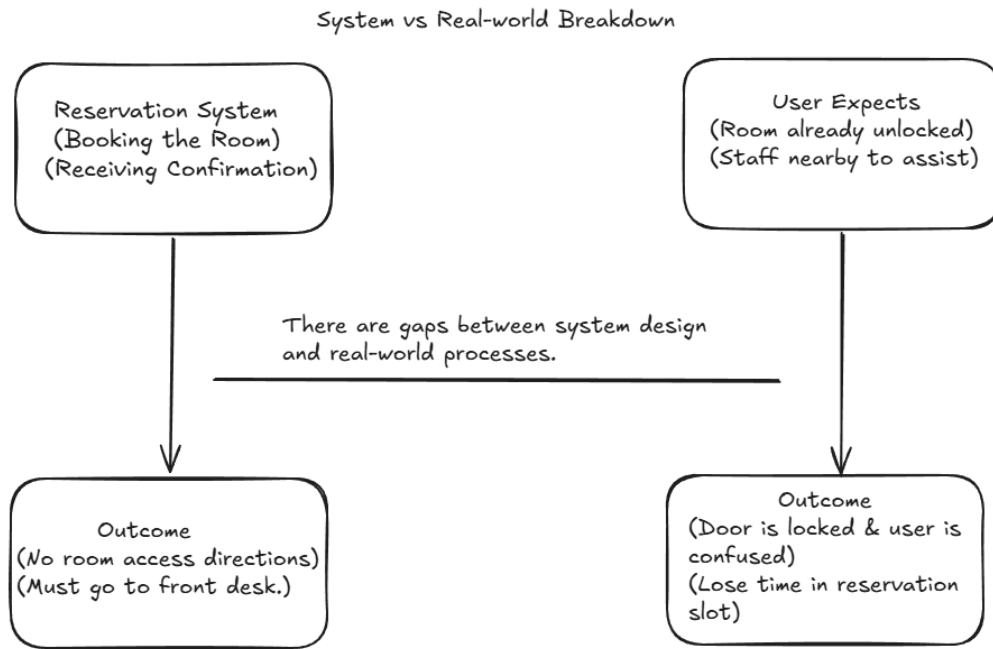 System vs Real-world Breakdown
Reservation System
(Booking the Room)
(Receiving Confirmation)
User Expects
(Room already unlocked)
(Staff nearby to assist)
There are gaps between system design
and real-world processes.
Outcome
(No room access directions)
(Must go to front desk.)
Outcome
(Door is locked & user is
confused)
(Lose time in reservation
slot)